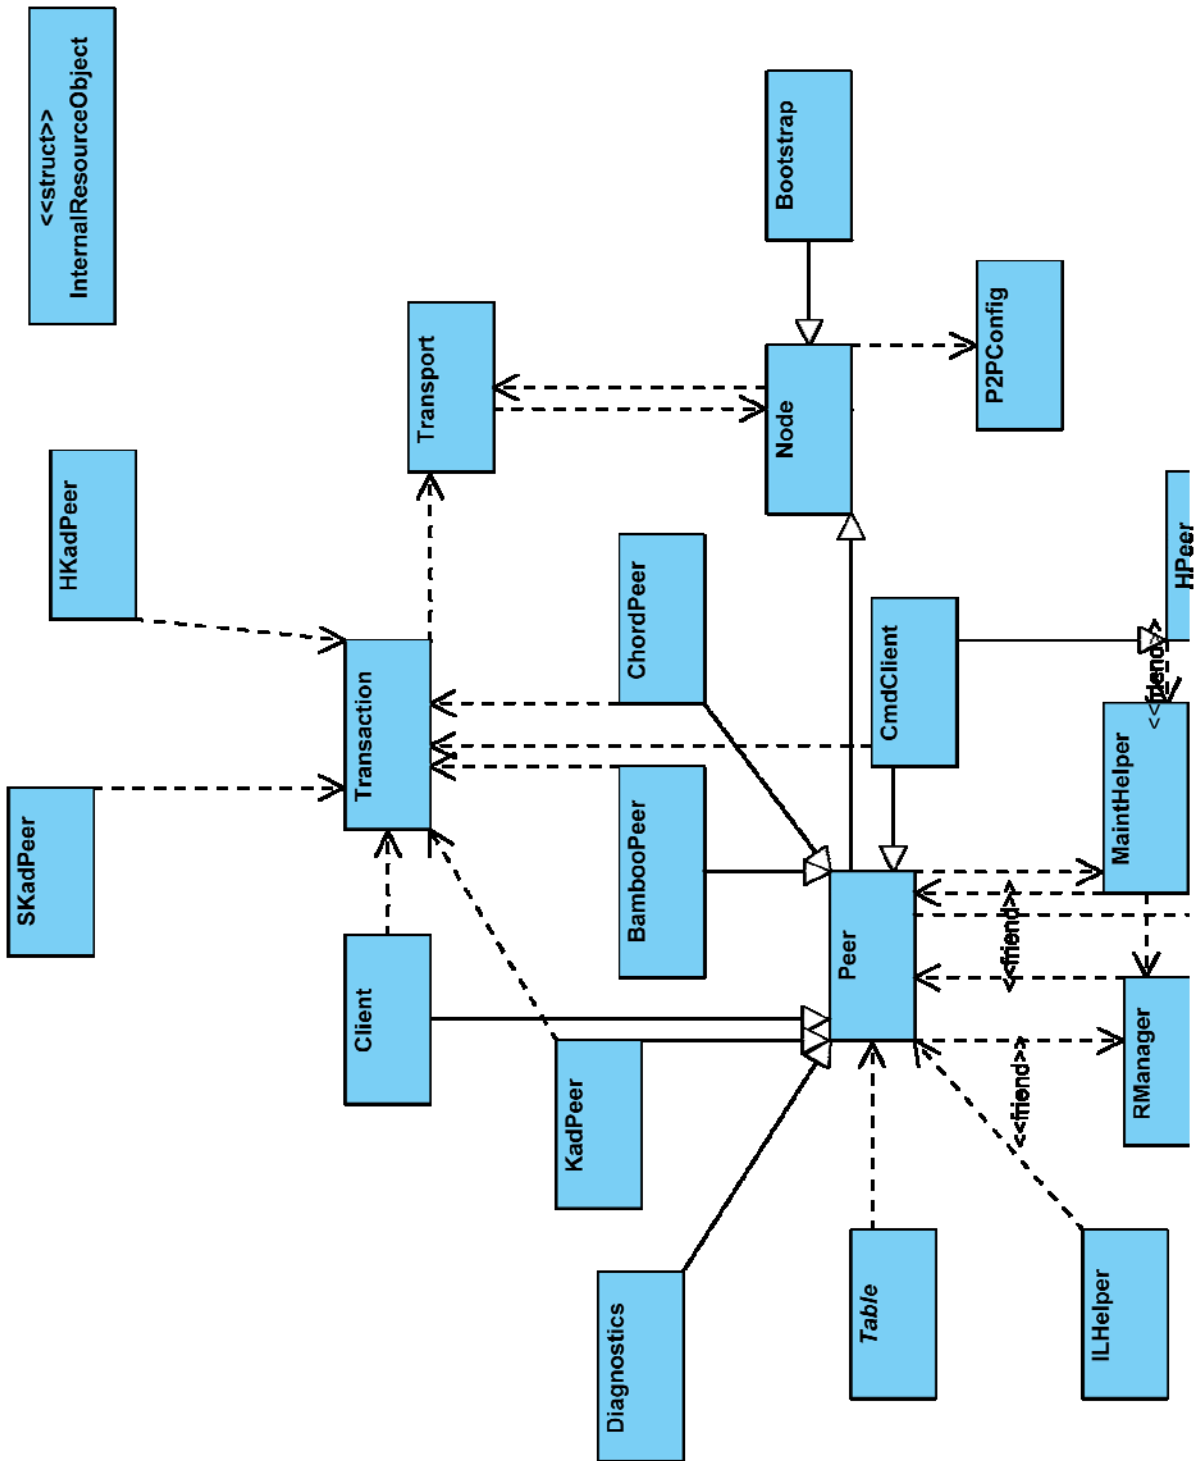 <<struct>>
InternalResourceObject
HKadPeer
SKadPeer
Transport
Bootstrap
Transaction
Client
ChordPeer
BambooPeer
KadPeer
Diagnostics
Node
P2PConfig
CmdClient
Peer
Table
HPeer
<<friend>>
MaintHelper
<<friend>>
RManager
<<friend>>
ILHelper